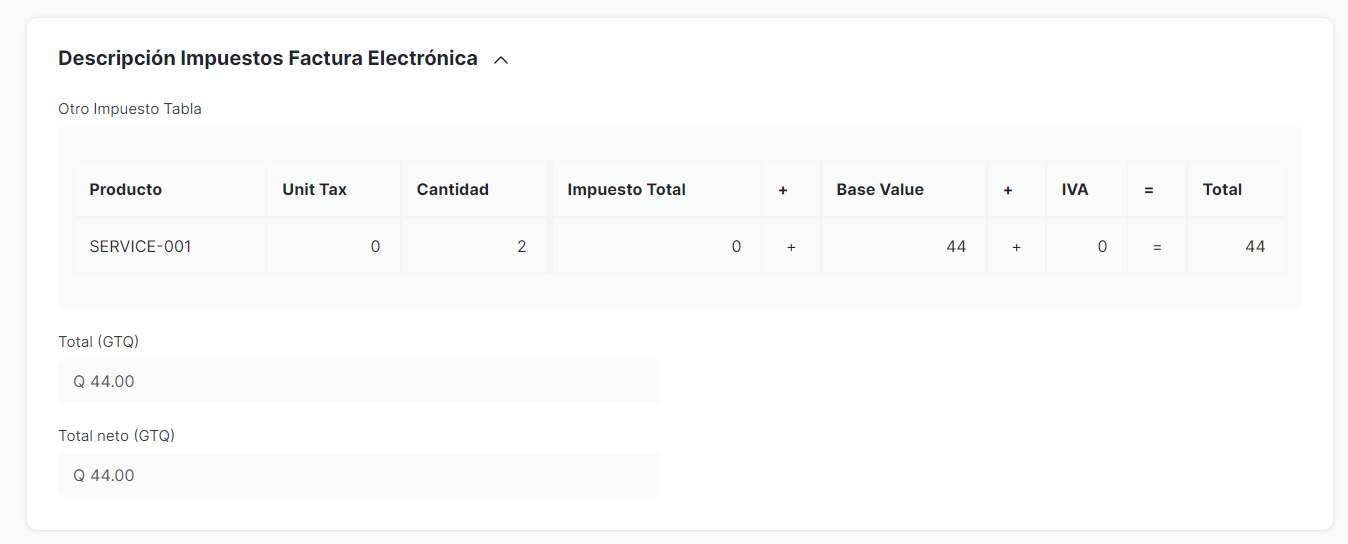 Descripción Impuestos Factura Electrónica
Otro Impuesto Tabla
Producto Unit Tax Cantidad Impuesto Total + Base Value + IVA = Total
SERVICE-001 0 2 0 + 44 + 0 = 44
Total (GTQ)
Q 44.00
Total neto (GTQ)
Q 44.00